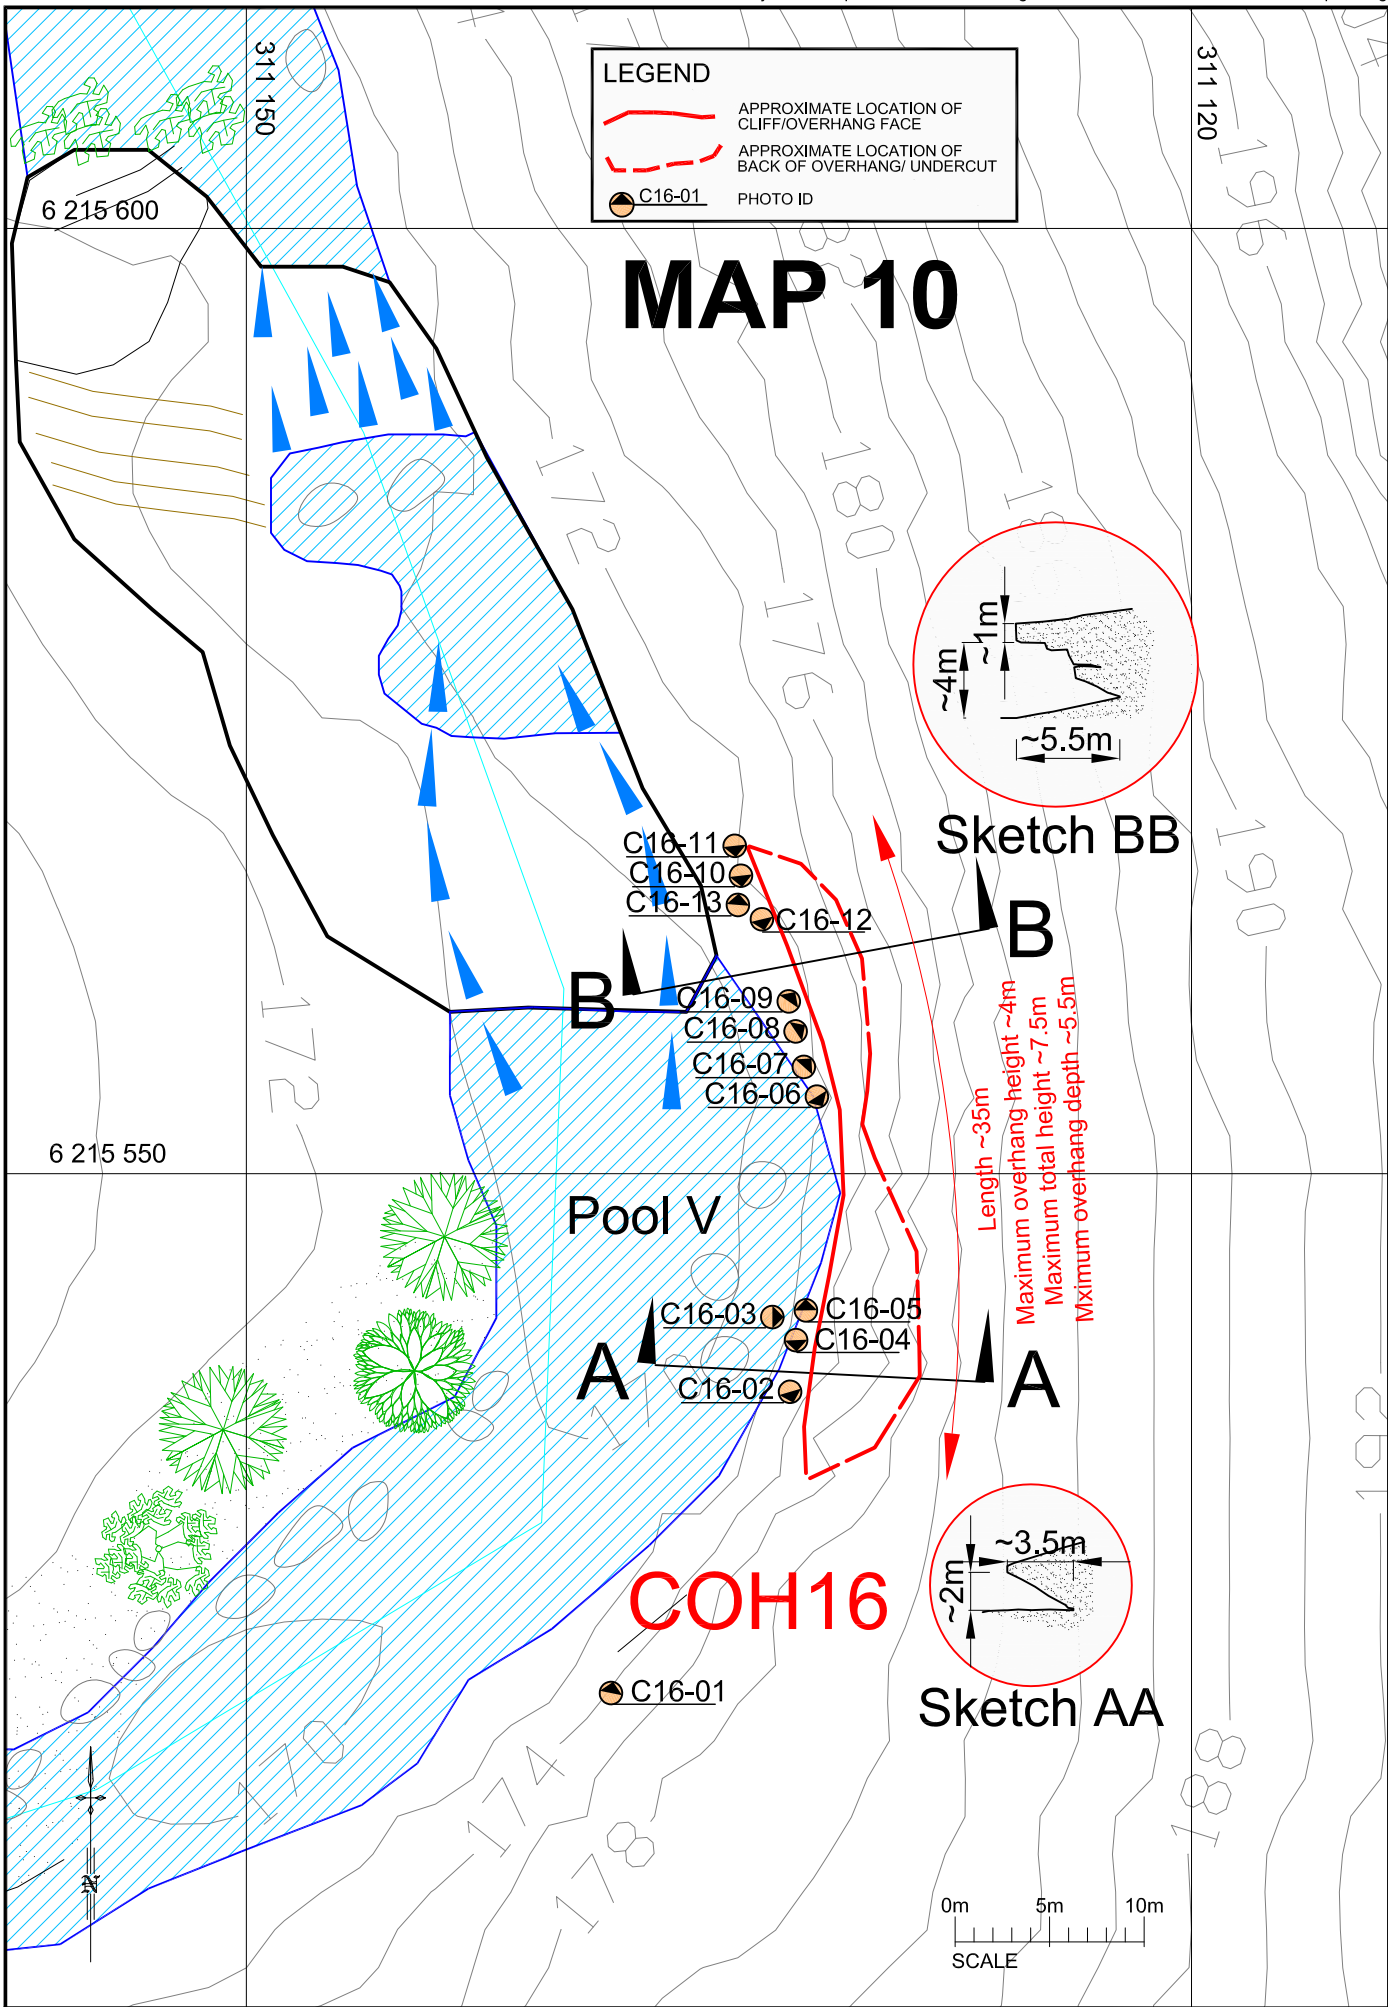 311 150
311 120
LEGEND
APPROXIMATE LOCATION OF
CLIFF/OVERHANG FACE
APPROXIMATE LOCATION OF
BACK OF OVERHANG/ UNDERCUT
C16-01
PHOTO ID
196
6 215 600
MAP 10
172
180
176
~1m
~4m
~5.5m
Sketch BB
190
C16-11
C16-10
C16-13
C16-12
B
B
C16-09
C16-08
C16-07
C16-06
172
Length ~35m
Maximum overhang height ~4m
Maximum total height ~7.5m
Mximum overhang depth ~5.5m
6 215 550
Pool V
C16-03
C16-05
C16-04
A
A
C16-02
192
~3.5m
~2m
COH16
C16-01
Sketch AA
170
174
178
188
N
0m 5m 10m
SCALE